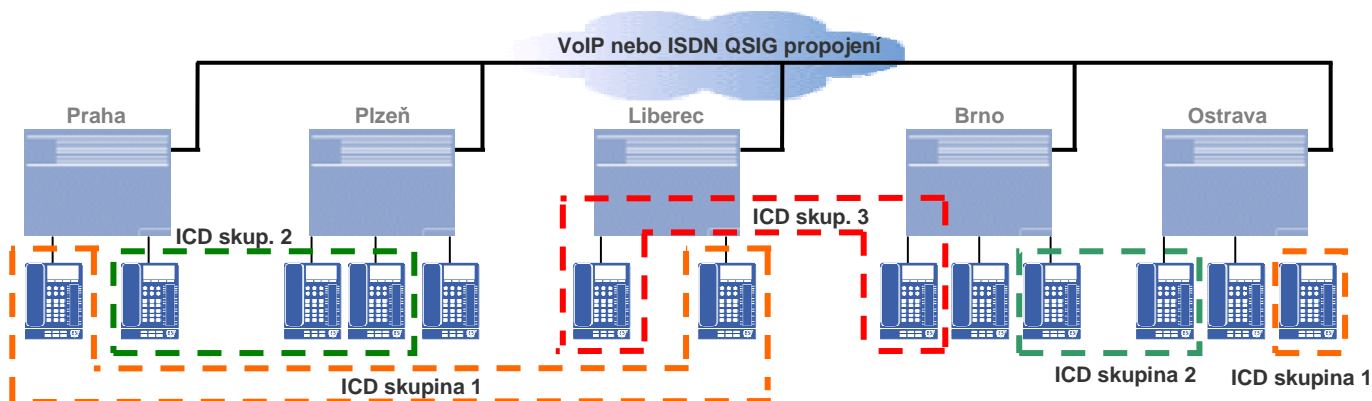 VoIP nebo ISDN QSIG propojení
Praha
Plzeň
Liberec
Brno
Ostrava
ICD skup. 2
ICD skup. 3
ICD skupina 1
ICD skupina 2
ICD skupina 1